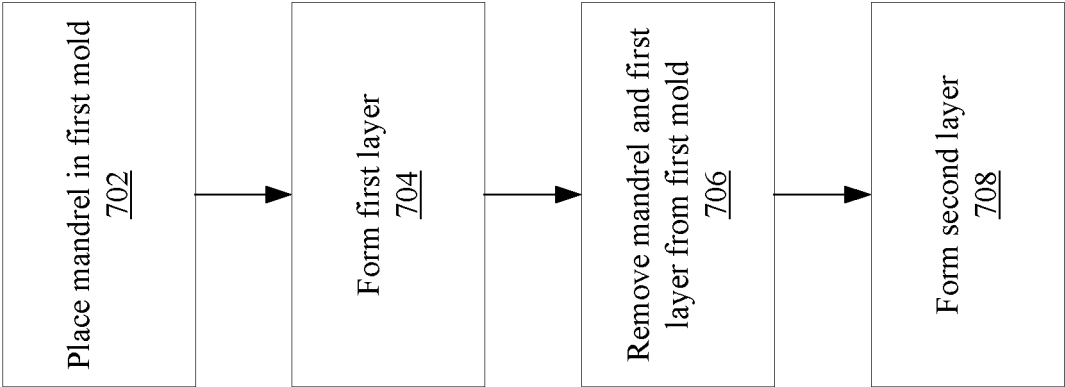 Place mandrel in first mold
702
Form first layer
704
Remove mandrel and first
layer from first mold
706
Form second layer
708